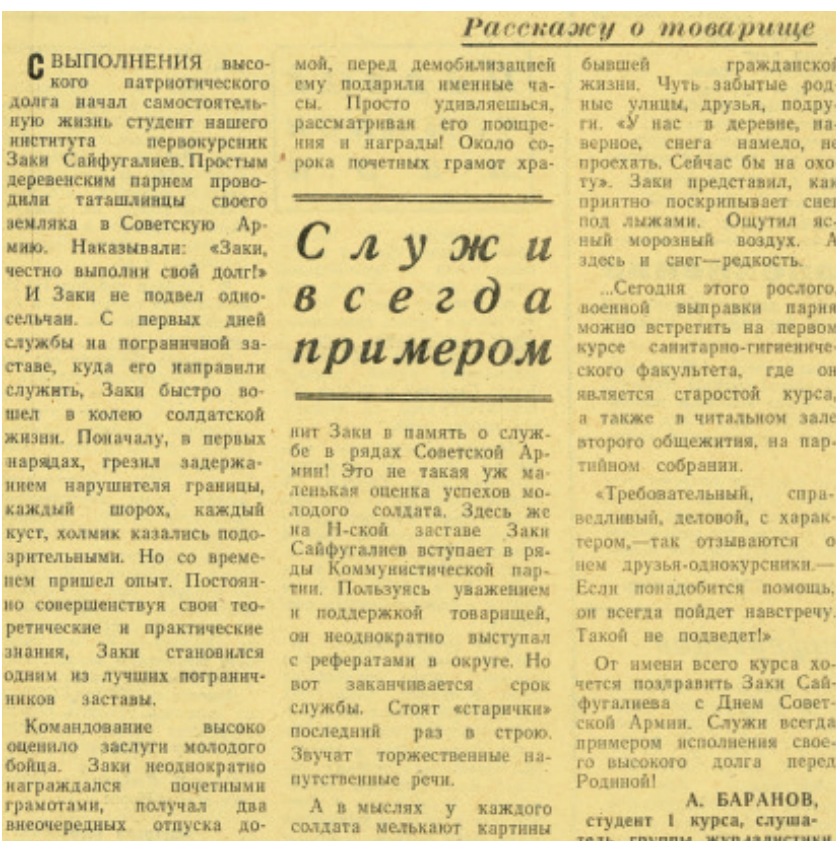 Расскажу о товарище
С ВЫПОЛНЕНИЯ высо-
кого патриотического
долга начал самостоятель-
ную жизнь студент нашего
института первокурсник
Заки Сайфугалиев. Простым
деревенским парнем прово-
дили таташлинцы своего
земляка в Советскую Ар-
мию. Наказывали: «Заки,
честно выполни свой долг!»
И Заки не подвел одно-
сельчан. С первых дней
службы на пограничной за-
ставе, куда его направили
служить, Заки быстро во-
шел в колею солдатской
жизни. Поначалу, в первых
нарядах, грезил задержа-
нием нарушителя границы,
каждый шорох, каждый
куст, холмик казались подо-
зрительными. Но со време-
нем пришел опыт. Постоян-
но совершенствуя свои тео-
ретические и практические
знания, Заки становился
одним из лучших погранич-
ников заставы.
Командование высоко
оценило заслуги молодого
бойца. Заки неоднократно
награждался почетными
грамотами, получал два
внеочередных отпуска до-
мой, перед демобилизацией
ему подарили именные ча-
сы. Просто удивляешься,
рассматривая его поощре-
ния и награды! Около со-
рока почетных грамот хра-
Служи
всегда
примером
нит Заки в память о служ-
бе в рядах Советской Ар-
мии! Это не такая уж ма-
ленькая оценка успехов мо-
лодого солдата. Здесь же
на Н-ской заставе Заки
Сайфугалиев вступает в ря-
ды Коммунистической пар-
тии. Пользуясь уважением
и поддержкой товарищей,
он неоднократно выступал
с рефератами в округе. Но
вот заканчивается срок
службы. Стоят «старички»
последний раз в строю.
Звучат торжественные на-
путственные речи.
А в мыслях у каждого
солдата мелькают картины
бывшей гражданской
жизни. Чуть забытые род-
ные улицы, друзья, подру-
ги. «У нас в деревне, на-
верное, снега намело, не
проехать. Сейчас бы на охо-
ту». Заки представил, как
приятно поскрипывает снег
под лыжами. Ощутил яс-
ный морозный воздух. А
здесь и снег—редкость.
...Сегодня этого рослого,
военной выправки парня
можно встретить на первом
курсе санитарно-гигиениче-
ского факультета, где он
является старостой курса,
а также в читальном зале
второго общежития, на пар-
тийном собрании.
«Требовательный, спра-
ведливый, деловой, с харак-
тером,—так отзываются о
нем друзья-однокурсники.—
Если понадобится помощь,
он всегда пойдет навстречу.
Такой не подведет!»
От имени всего курса хо-
чется поздравить Заки Сай-
фугалиева с Днем Совет-
ской Армии. Служи всегда
примером исполнения свое-
го высокого долга перед
Родиной!
А. БАРАНОВ,
студент 1 курса, слуша-
тель группы журналистики